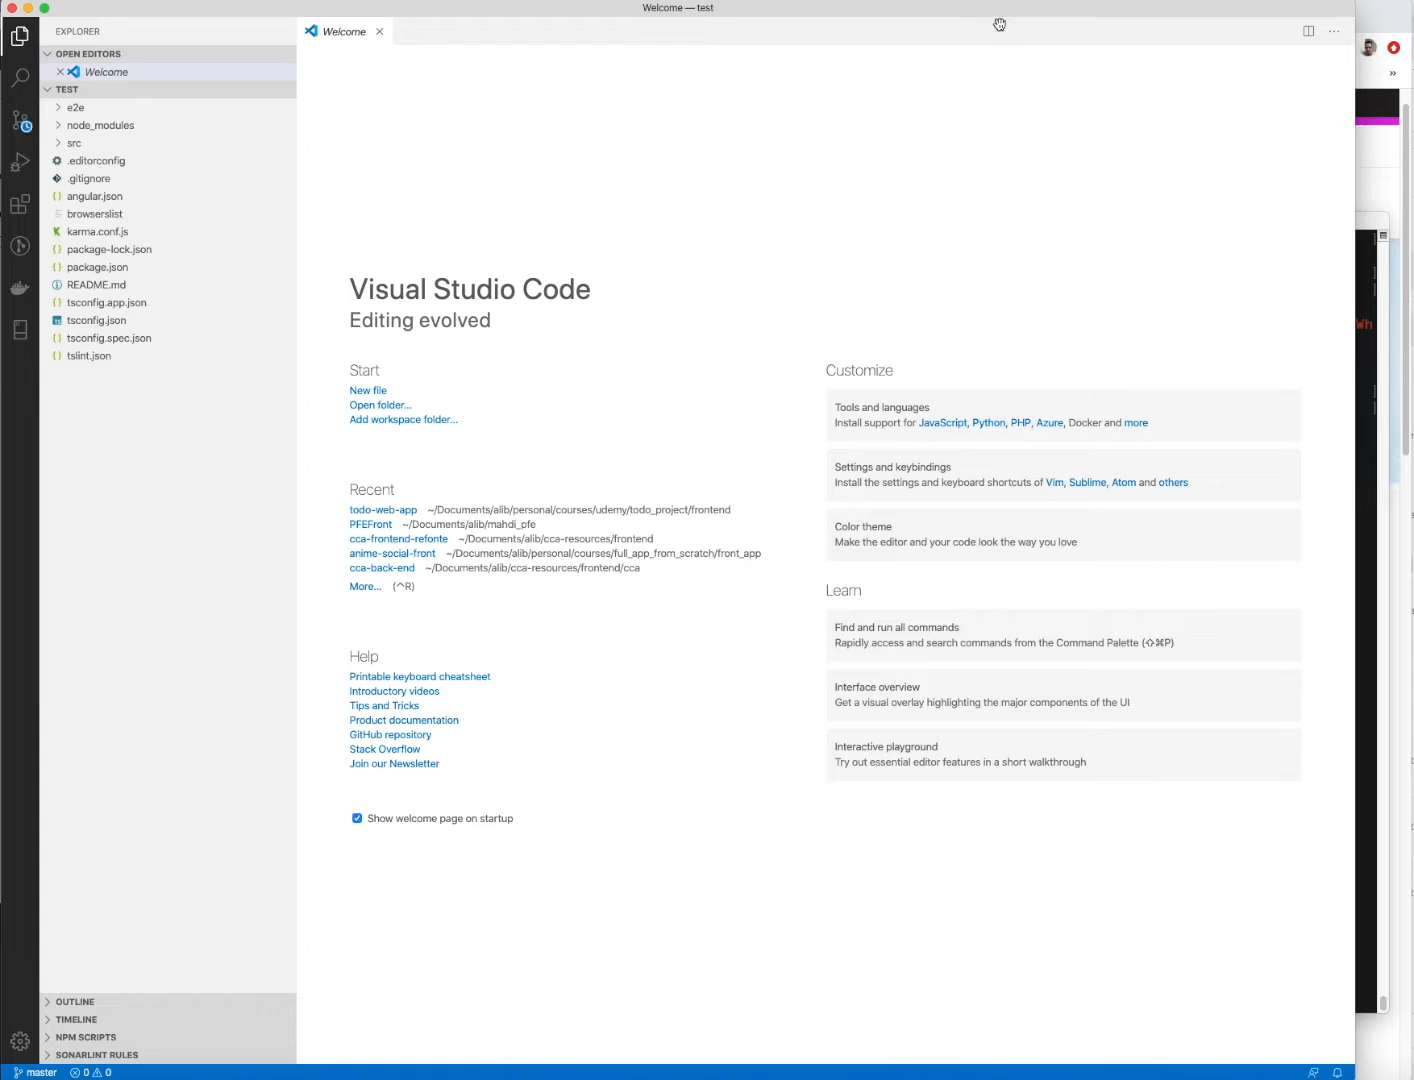 Welcome — test
EXPLORER
Welcome
OPEN EDITORS
Welcome
TEST
e2e
node_modules
src
.editorconfig
.gitignore
angular.json
browserslist
karma.conf.js
package-lock.json
package.json
README.md
tsconfig.app.json
tsconfig.json
tsconfig.spec.json
tslint.json
Visual Studio Code
Editing evolved
Start
New file
Open folder...
Add workspace folder...
Recent
todo-web-app ~/Documents/alib/personal/courses/udemy/todo_project/frontend
PFEFront ~/Documents/alib/mahdi_pfe
cca-frontend-refonte ~/Documents/alib/cca-resources/frontend
anime-social-front ~/Documents/alib/personal/courses/full_app_from_scratch/front_app
cca-back-end ~/Documents/alib/cca-resources/frontend/cca
More... (^R)
Help
Printable keyboard cheatsheet
Introductory videos
Tips and Tricks
Product documentation
GitHub repository
Stack Overflow
Join our Newsletter
Show welcome page on startup
Customize
Tools and languages
Install support for JavaScript, Python, PHP, Azure, Docker and more
Settings and keybindings
Install the settings and keyboard shortcuts of Vim, Sublime, Atom and others
Color theme
Make the editor and your code look the way you love
Learn
Find and run all commands
Rapidly access and search commands from the Command Palette (⇧⌘P)
Interface overview
Get a visual overlay highlighting the major components of the UI
Interactive playground
Try out essential editor features in a short walkthrough
Wh
OUTLINE
TIMELINE
NPM SCRIPTS
SONARLINT RULES
master 0 0